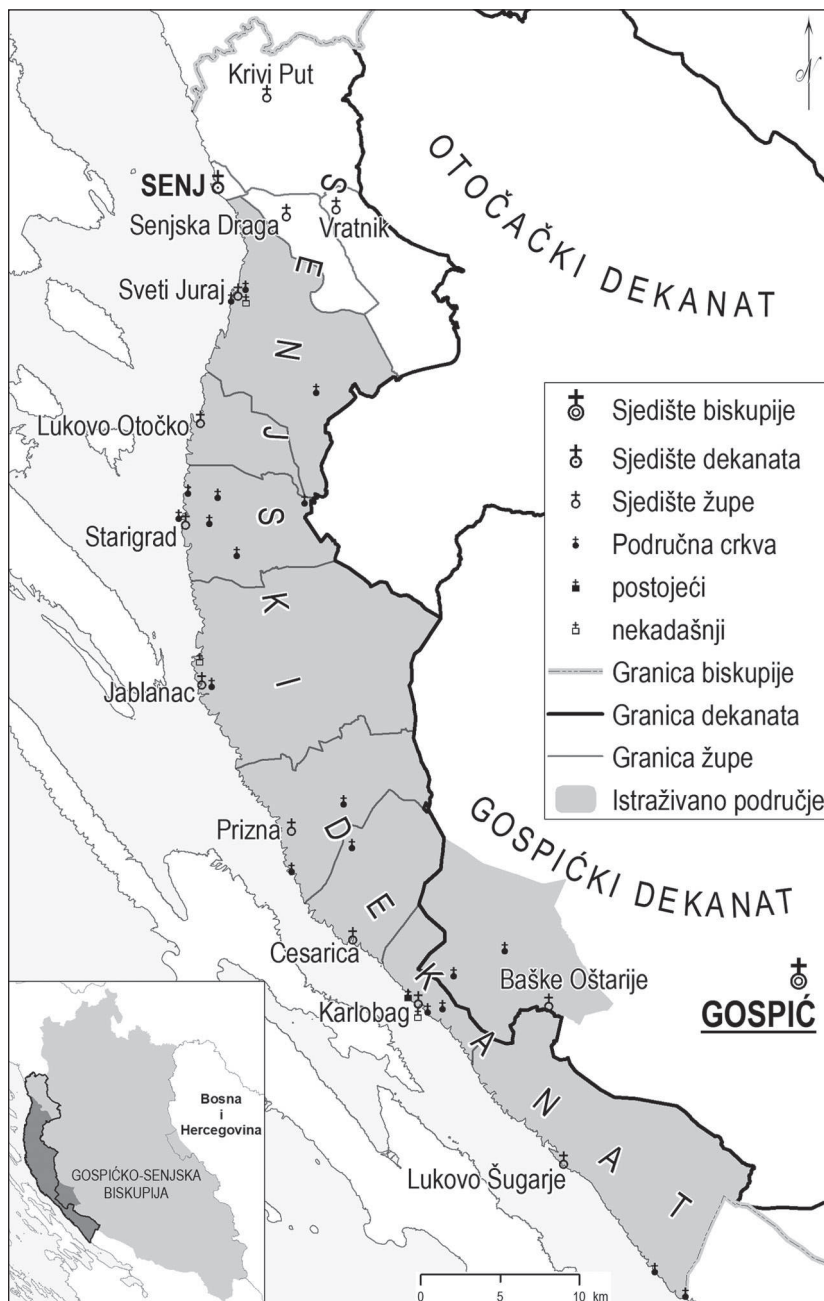 Krivi Put
SENJ
Senjska Draga
Vratnik
Sveti Juraj
Lukovo Otočko
Starigrad
Jablanac
Prizna
Cesarica
Karlobag
Baške Oštarije
GOSPIĆ
Lukovo Šugarje
SENJSKI DEKANAT
OTOČAČKI DEKANAT
GOSPIĆKI DEKANAT
N
Sjedište biskupije
Sjedište dekanata
Sjedište župe
Područna crkva
postojeći
nekadašnji
Granica biskupije
Granica dekanata
Granica župe
Istraživano područje
Bosna
i
Hercegovina
GOSPIĆKO-SENJSKA
BISKUPIJA
0 5 10 km